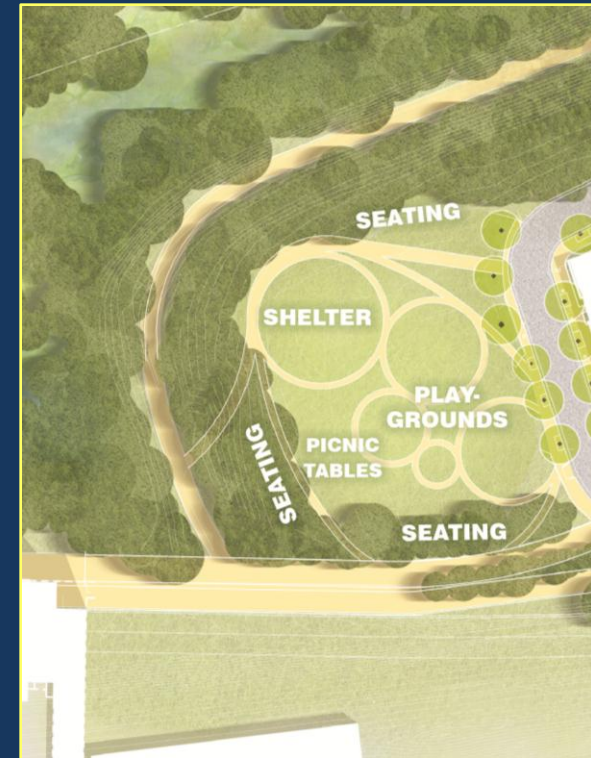 SEATING
SHELTER
PLAY-
GROUNDS
PICNIC
TABLES
SEATING
SEATING